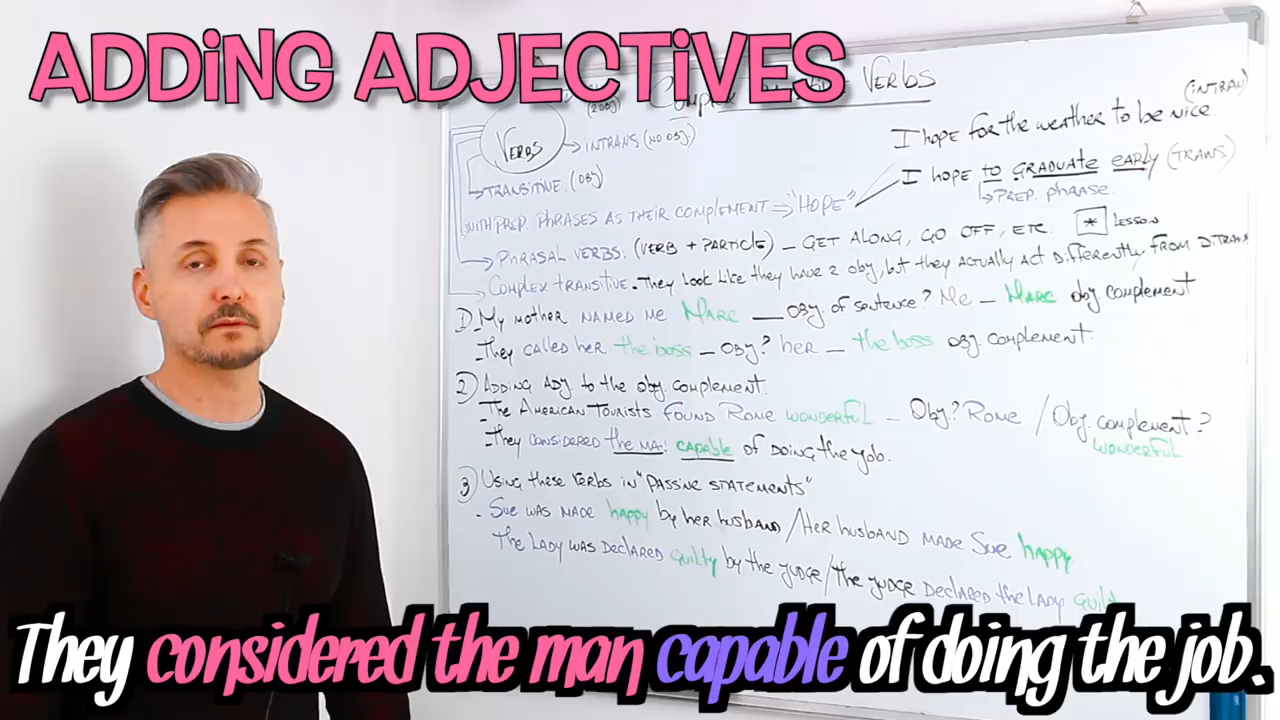 ADDING ADJECTIVES
VERBS
(2 OBJ)
VERBS
INTRANS (NO OBJ)
TRANSITIVE (OBJ)
I hope for the weather to be nice. (INTRAN)
I hope to graduate early (TRANS)
PREP. phrase.
WITH PREP. PHRASES AS THEIR COMPLEMENT ⇒ "HOPE"
PHRASAL VERBS: (VERB + PARTICLE) – GET ALONG, GO OFF, ETC. * LESSON
Complex transitive. They look like they have 2 obj, but they actually act differently from DITRANS
1) My mother named me Marc — Obj. of sentence? Me – Marc obj. complement
They called her the boss – Obj? her – the boss obj complement.
2) Adding adj. to the obj. complement.
The American tourists found Rome wonderful – Obj? Rome / Obj. complement?
wonderful
They considered the ma capable of doing the job.
3) Using these verbs in "passive statements"
Sue was made happy by her husband / Her husband made Sue happy
The lady was declared guilty by the judge / the judge declared the lady
They considered the man capable of doing the job.